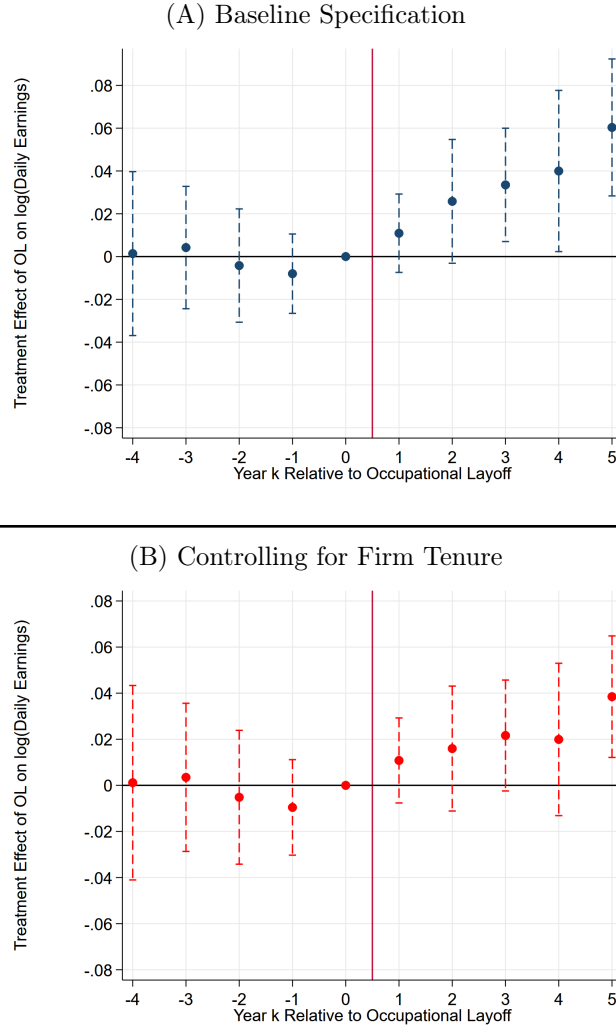 (A) Baseline Specification
Treatment Effect of OL on log(Daily Earnings)
.08
.06
.04
.02
0
-.02
-.04
-.06
-.08
-4 -3 -2 -1 0 1 2 3 4 5
Year k Relative to Occupational Layoff
(B) Controlling for Firm Tenure
Treatment Effect of OL on log(Daily Earnings)
.08
.06
.04
.02
0
-.02
-.04
-.06
-.08
-4 -3 -2 -1 0 1 2 3 4 5
Year k Relative to Occupational Layoff